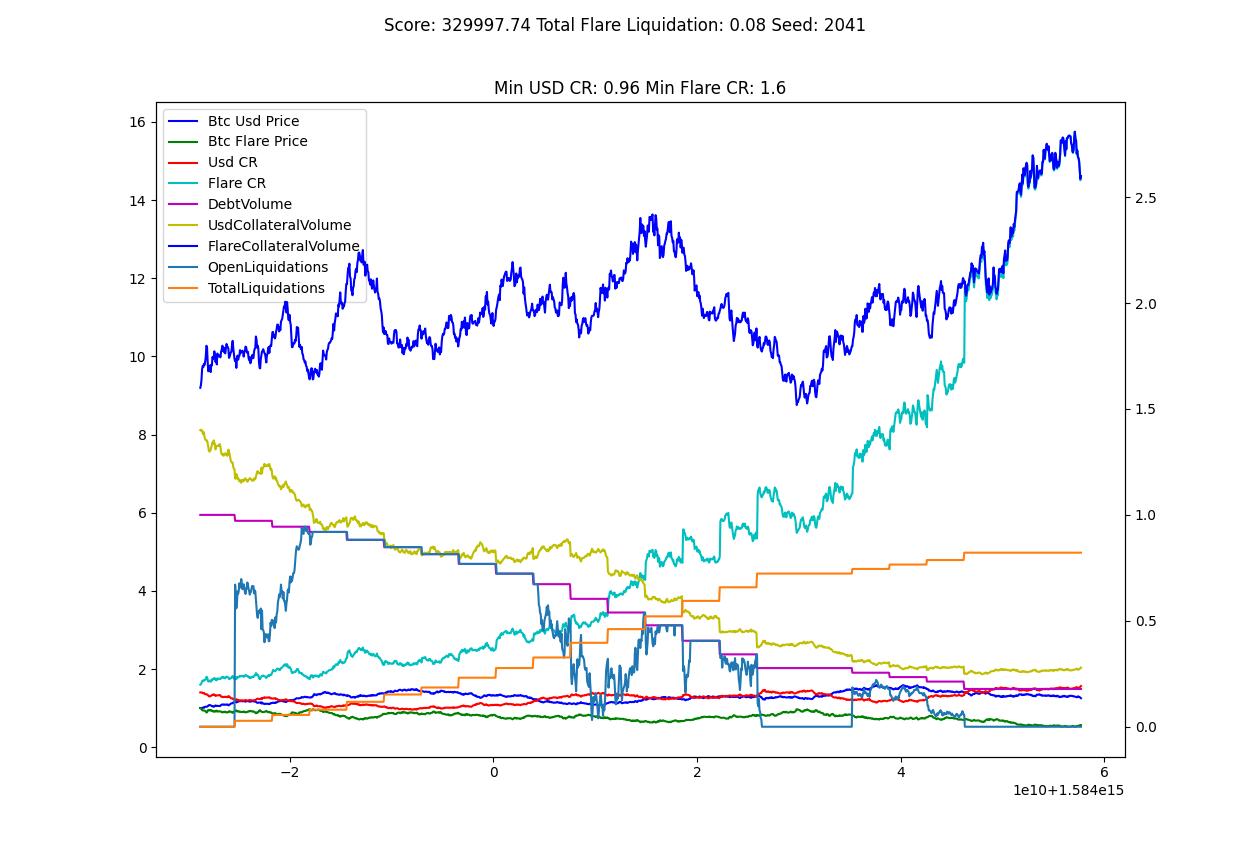 Score: 329997.74 Total Flare Liquidation: 0.08 Seed: 2041
Min USD CR: 0.96 Min Flare CR: 1.6
Btc Usd Price
Btc Flare Price
Usd CR
Flare CR
DebtVolume
UsdCollateralVolume
FlareCollateralVolume
OpenLiquidations
TotalLiquidations
16
14
12
10
8
6
4
2
0
2.5
2.0
1.5
1.0
0.5
0.0
−2 0 2 4 6
1e10+1.584e15